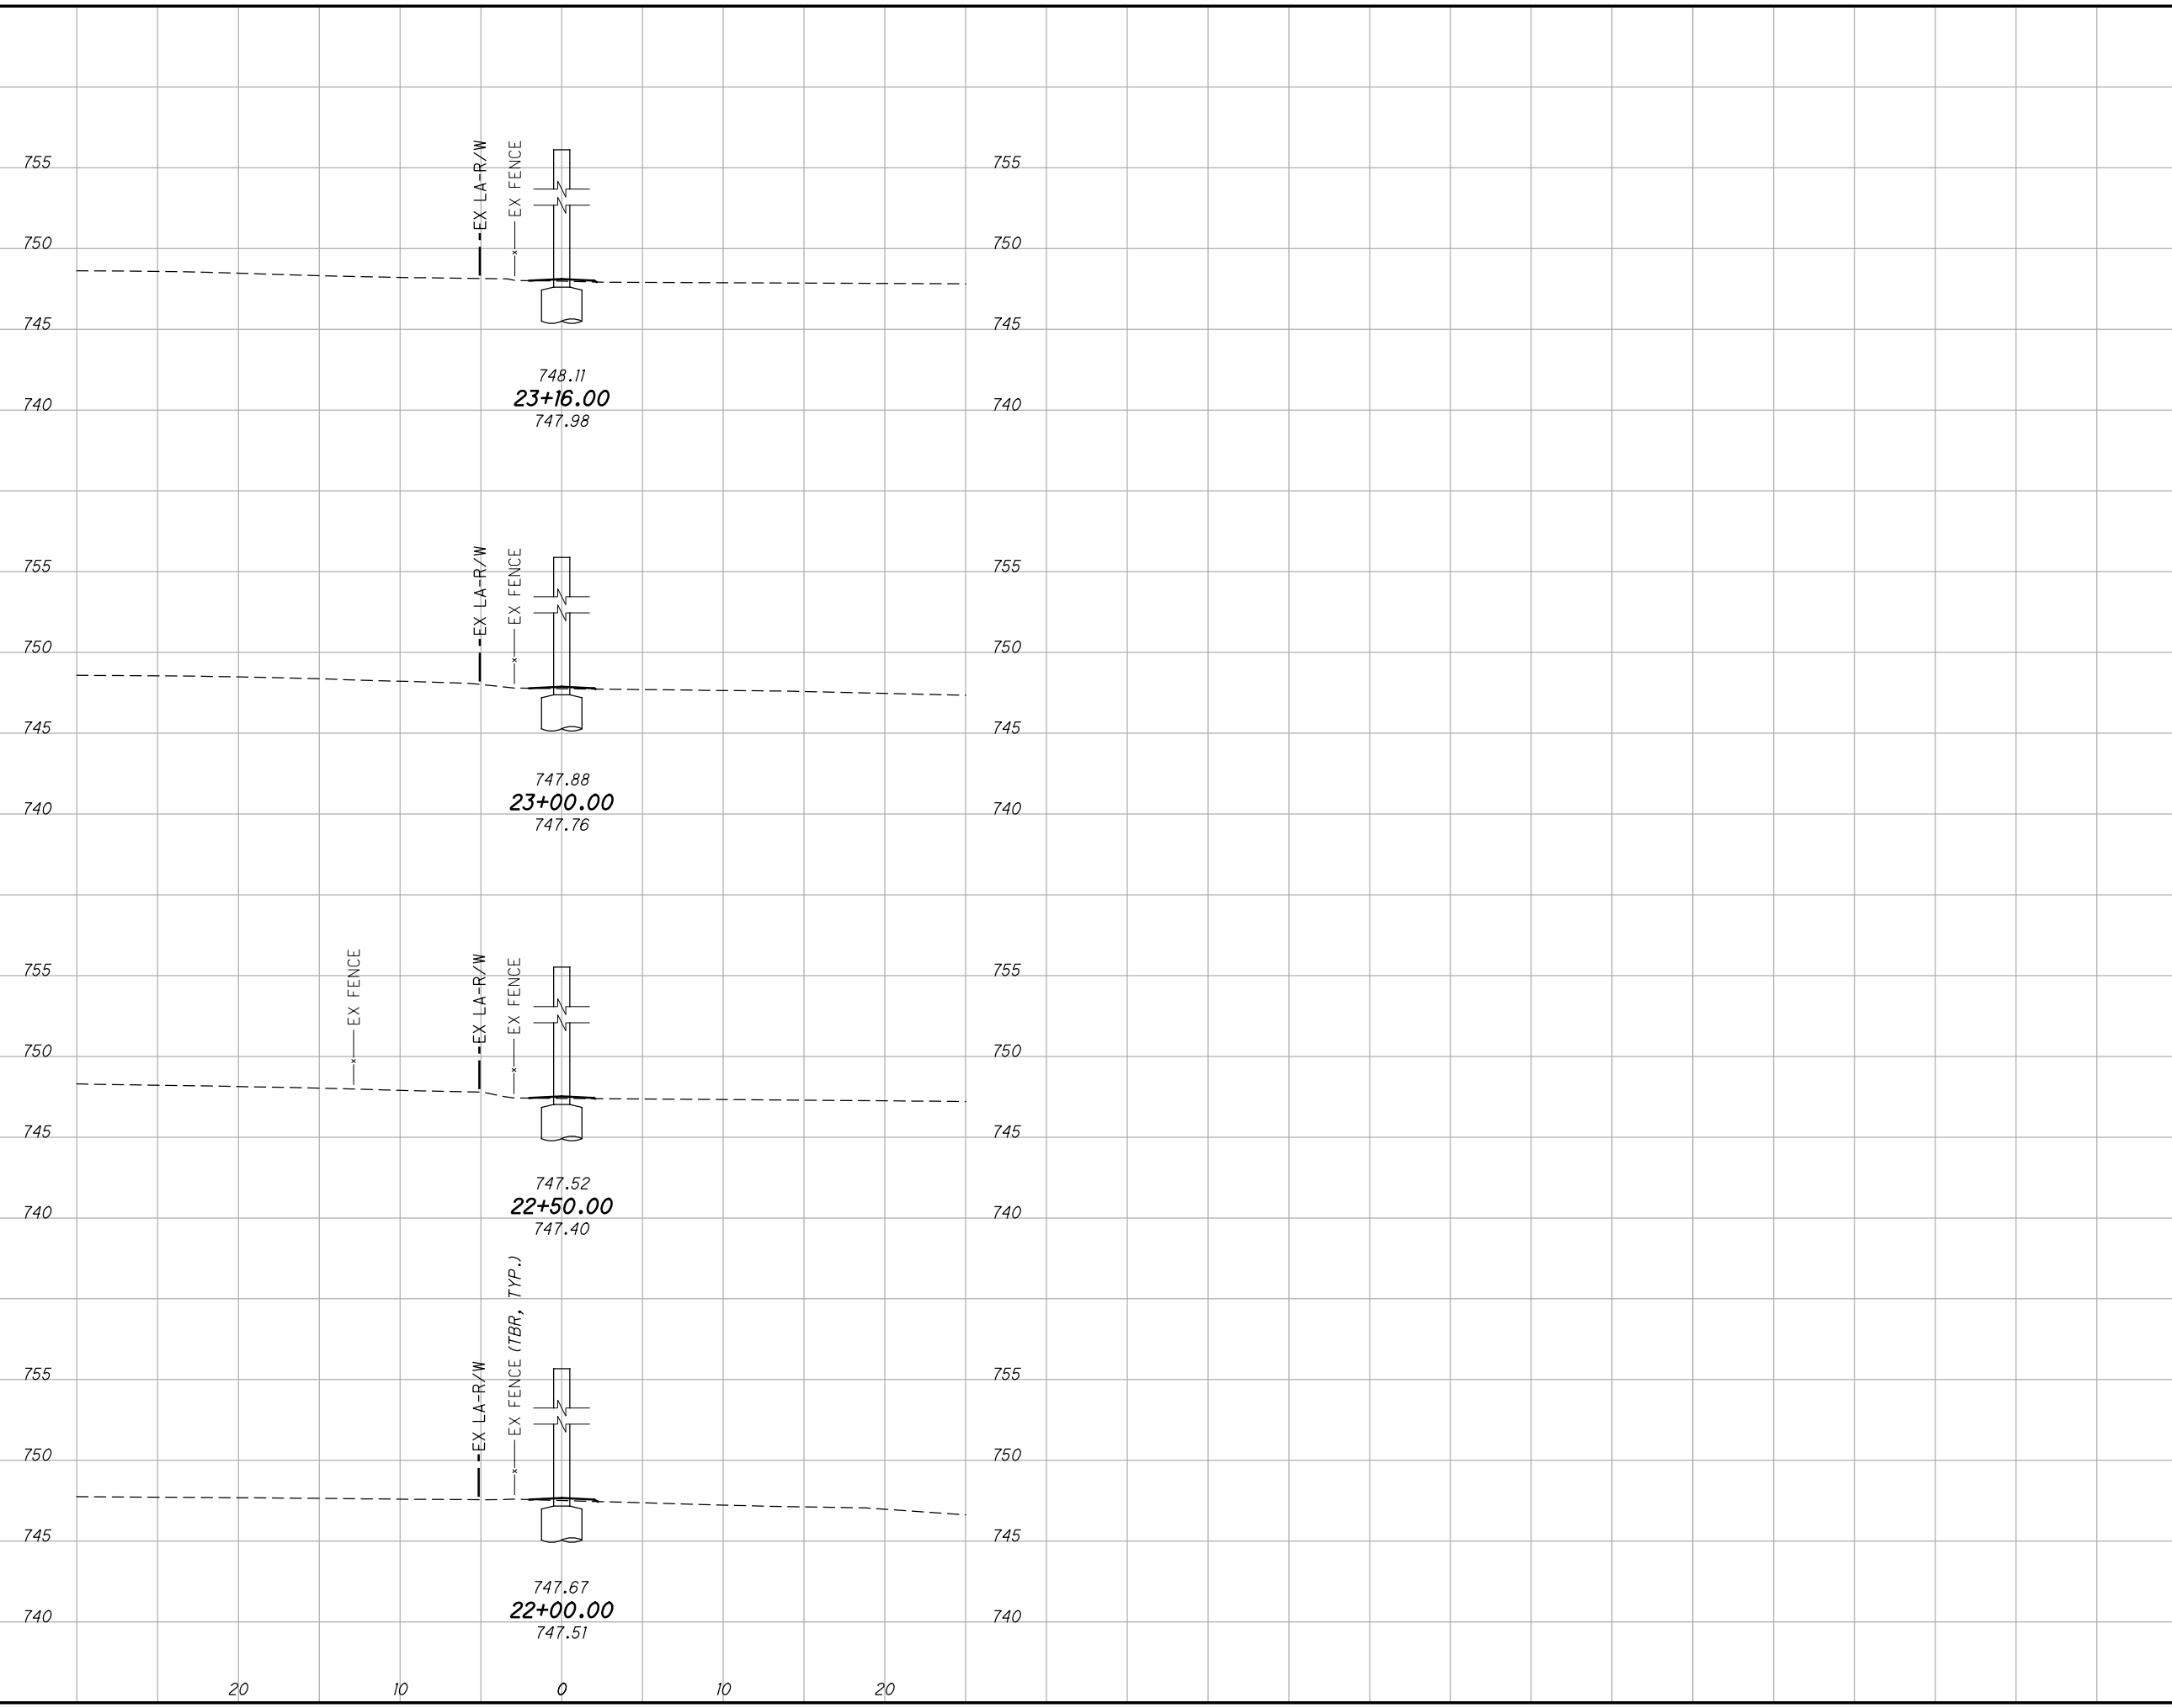 EX LA-R/W
EX FENCE
755 755
750 750
745 745
748.11
23+16.00
740 740
747.98
EX LA-R/W
EX FENCE
755 755
750 750
745 745
747.88
23+00.00
740 740
747.76
EX FENCE
EX LA-R/W
EX FENCE
755 755
750 750
745 745
747.52
22+50.00
740 740
747.40
EX LA-R/W
EX FENCE (TBR, TYP.)
755 755
750 750
745 745
747.67
22+00.00
740 740
747.51
20 10 0 10 20